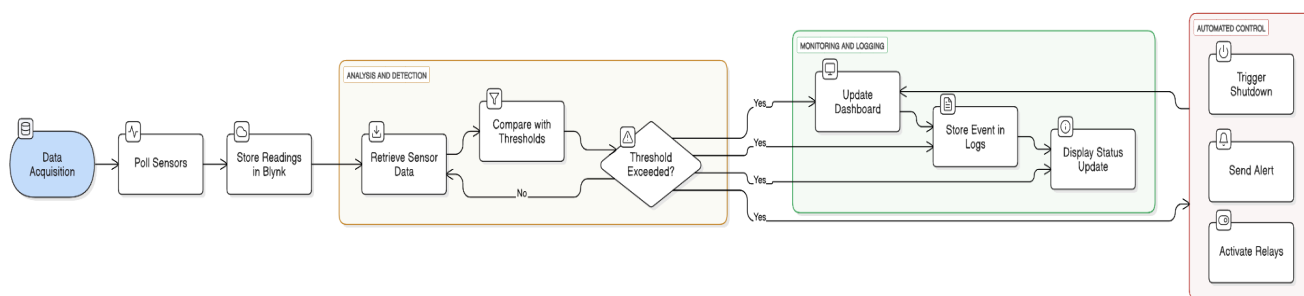 AUTOMATED CONTROL
Trigger
Shutdown
Send Alert
Activate Relays
MONITORING AND LOGGING
Update
Dashboard
Store Event in
Logs
Display Status
Update
ANALYSIS AND DETECTION
Compare with
Thresholds
Retrieve Sensor
Data
Threshold
Exceeded?
Yes
Yes
Yes
Yes
No
Data
Acquisition
Poll Sensors
Store Readings
in Blynk